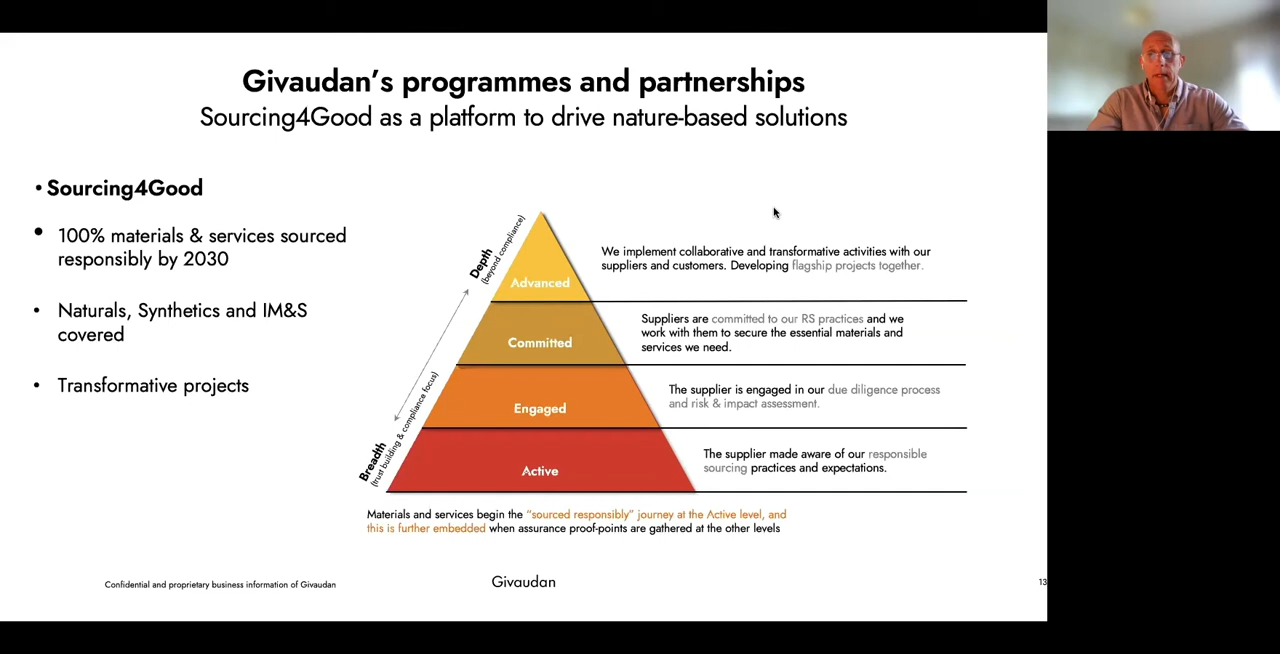 Givaudan’s programmes and partnerships
Sourcing4Good as a platform to drive nature-based solutions
• Sourcing4Good
• 100% materials & services sourced
responsibly by 2030
• Naturals, Synthetics and IM&S
covered
• Transformative projects
Depth
(beyond compliance)
Breadth
(trust building & compliance focus)
Advanced
We implement collaborative and transformative activities with our
suppliers and customers. Developing flagship projects together.
Committed
Suppliers are committed to our RS practices and we
work with them to secure the essential materials and
services we need.
Engaged
The supplier is engaged in our due diligence process
and risk & impact assessment.
Active
The supplier made aware of our responsible
sourcing practices and expectations.
Materials and services begin the “sourced responsibly” journey at the Active level, and
this is further embedded when assurance proof-points are gathered at the other levels
Confidential and proprietary business information of Givaudan
Givaudan
13